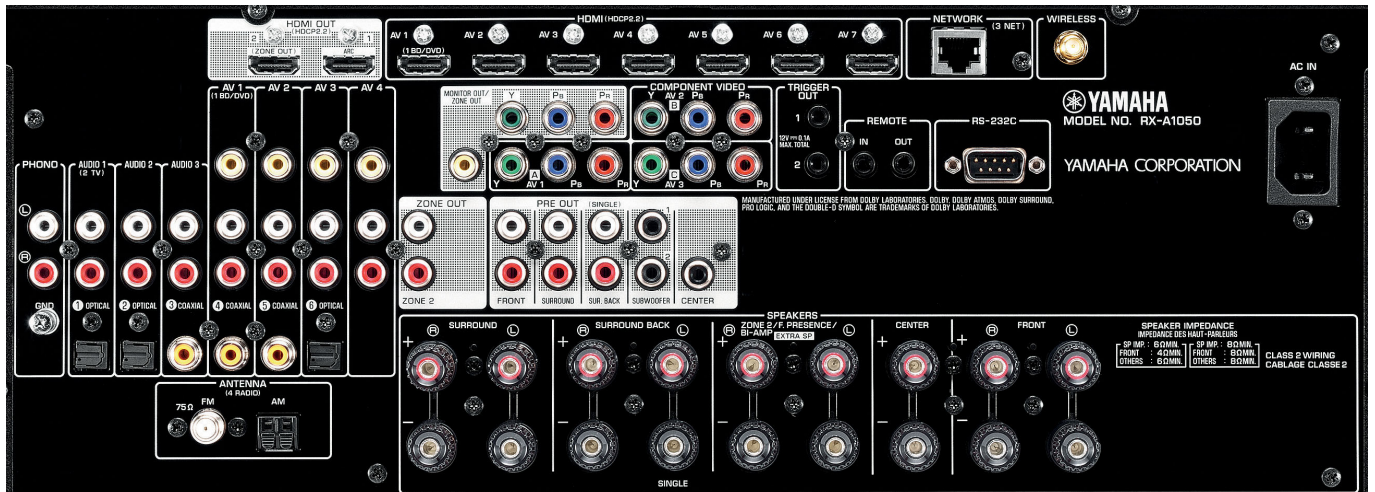 HDMI OUT
(HDCP2.2)
2
1
(ZONE OUT)
ARC
HDMI (HDCP2.2)
AV 1
AV 2
AV 3
AV 4
AV 5
AV 6
AV 7
(1 BD/DVD)
NETWORK
(3 NET)
WIRELESS
AC IN
YAMAHA
MODEL NO. RX-A1050
YAMAHA CORPORATION
AV 1
(1 BD/DVD)
AV 2
AV 3
AV 4
MONITOR OUT/
ZONE OUT
Y
PB
PR
COMPONENT VIDEO
Y
AV 2
PB
PR
B
Y
A
AV 1
PB
PR
Y
C
AV 3
PB
PR
TRIGGER
OUT
1
12V 0.1A
MAX. TOTAL
2
REMOTE
IN
OUT
RS-232C
MANUFACTURED UNDER LICENSE FROM DOLBY LABORATORIES. DOLBY, DOLBY ATMOS, DOLBY SURROUND,
PRO LOGIC, AND THE DOUBLE-D SYMBOL ARE TRADEMARKS OF DOLBY LABORATORIES.
PHONO
AUDIO 1
(2 TV)
AUDIO 2
AUDIO 3
L
R
GND
1 OPTICAL
2 OPTICAL
3 COAXIAL
4 COAXIAL
5 COAXIAL
6 OPTICAL
ZONE OUT
ZONE 2
PRE OUT
(SINGLE)
1
2
FRONT
SURROUND
SUR. BACK
SUBWOOFER
CENTER
ANTENNA
(4 RADIO)
75Ω
FM
AM
SPEAKERS
R
SURROUND
L
R
SURROUND BACK
L
ZONE 2/F. PRESENCE/
R
BI-AMP
EXTRA SP
L
CENTER
R
FRONT
L
+
+
+
+
+
−
−
−
−
−
SINGLE
SPEAKER IMPEDANCE
IMPEDANCE DES HAUT-PARLEURS
SP IMP. : 6ΩMIN.
FRONT : 4ΩMIN.
OTHERS : 6ΩMIN.
SP IMP. : 8ΩMIN.
FRONT : 8ΩMIN.
OTHERS : 8ΩMIN.
CLASS 2 WIRING
CABLAGE CLASSE 2